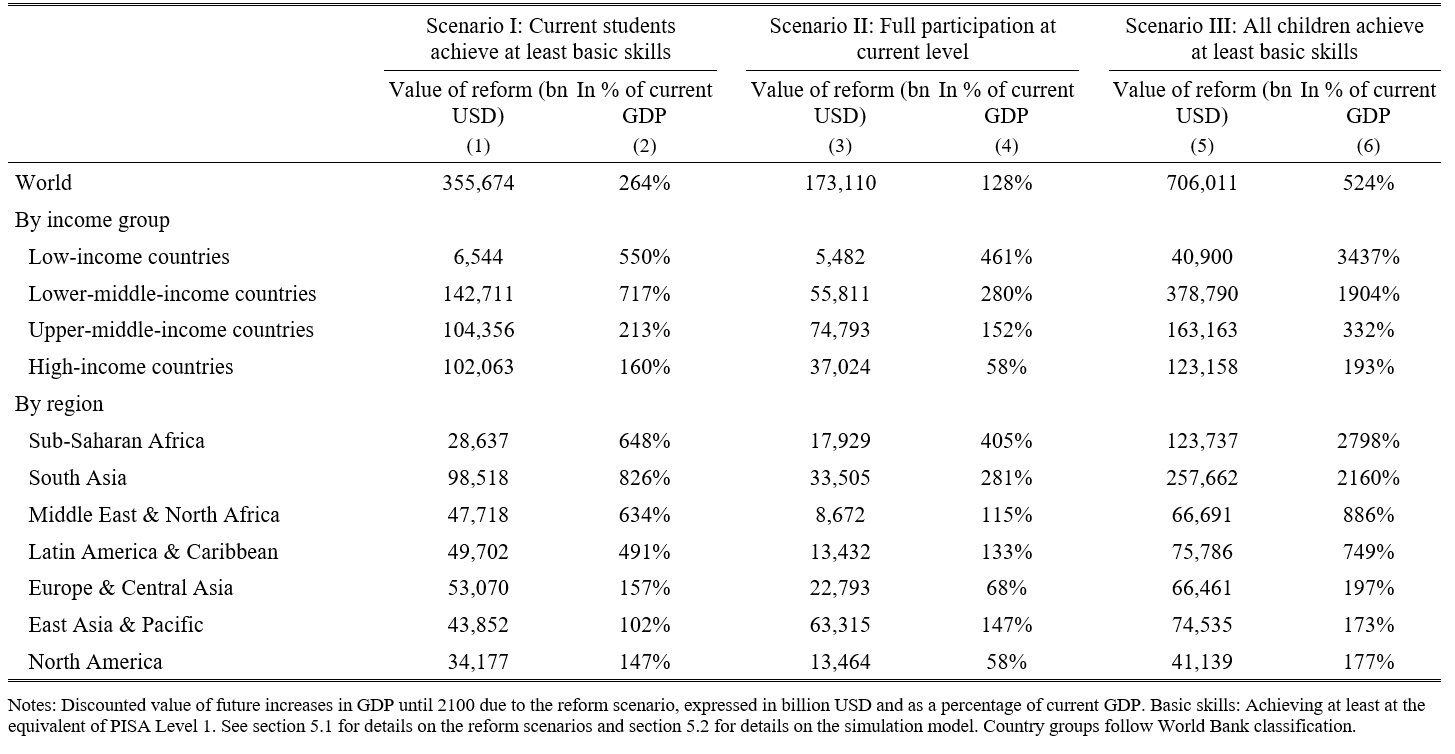 Scenario I: Current students achieve at least basic skills Scenario II: Full participation at current level Scenario III: All children achieve at least basic skills
Value of reform (bn USD) In % of current GDP Value of reform (bn USD) In % of current GDP Value of reform (bn USD) In % of current GDP
(1) (2) (3) (4) (5) (6)
World 355,674 264% 173,110 128% 706,011 524%
By income group
Low-income countries 6,544 550% 5,482 461% 40,900 3437%
Lower-middle-income countries 142,711 717% 55,811 280% 378,790 1904%
Upper-middle-income countries 104,356 213% 74,793 152% 163,163 332%
High-income countries 102,063 160% 37,024 58% 123,158 193%
By region
Sub-Saharan Africa 28,637 648% 17,929 405% 123,737 2798%
South Asia 98,518 826% 33,505 281% 257,662 2160%
Middle East & North Africa 47,718 634% 8,672 115% 66,691 886%
Latin America & Caribbean 49,702 491% 13,432 133% 75,786 749%
Europe & Central Asia 53,070 157% 22,793 68% 66,461 197%
East Asia & Pacific 43,852 102% 63,315 147% 74,535 173%
North America 34,177 147% 13,464 58% 41,139 177%
Notes: Discounted value of future increases in GDP until 2100 due to the reform scenario, expressed in billion USD and as a percentage of current GDP. Basic skills: Achieving at least at the
equivalent of PISA Level 1. See section 5.1 for details on the reform scenarios and section 5.2 for details on the simulation model. Country groups follow World Bank classification.